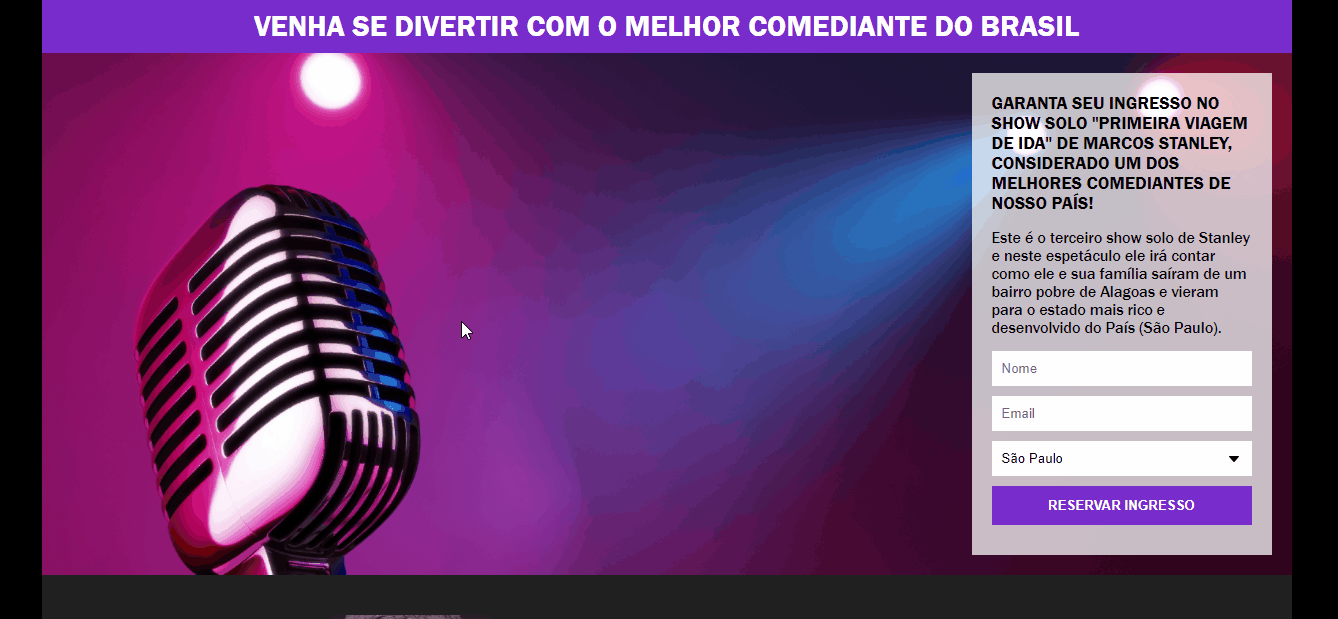 VENHA SE DIVERTIR COM O MELHOR COMEDIANTE DO BRASIL
GARANTA SEU INGRESSO NO
SHOW SOLO "PRIMEIRA VIAGEM
DE IDA" DE MARCOS STANLEY,
CONSIDERADO UM DOS
MELHORES COMEDIANTES DE
NOSSO PAÍS!
Este é o terceiro show solo de Stanley
e neste espetáculo ele irá contar
como ele e sua família saíram de um
bairro pobre de Alagoas e vieram
para o estado mais rico e
desenvolvido do País (São Paulo).
Nome
Email
São Paulo
RESERVAR INGRESSO